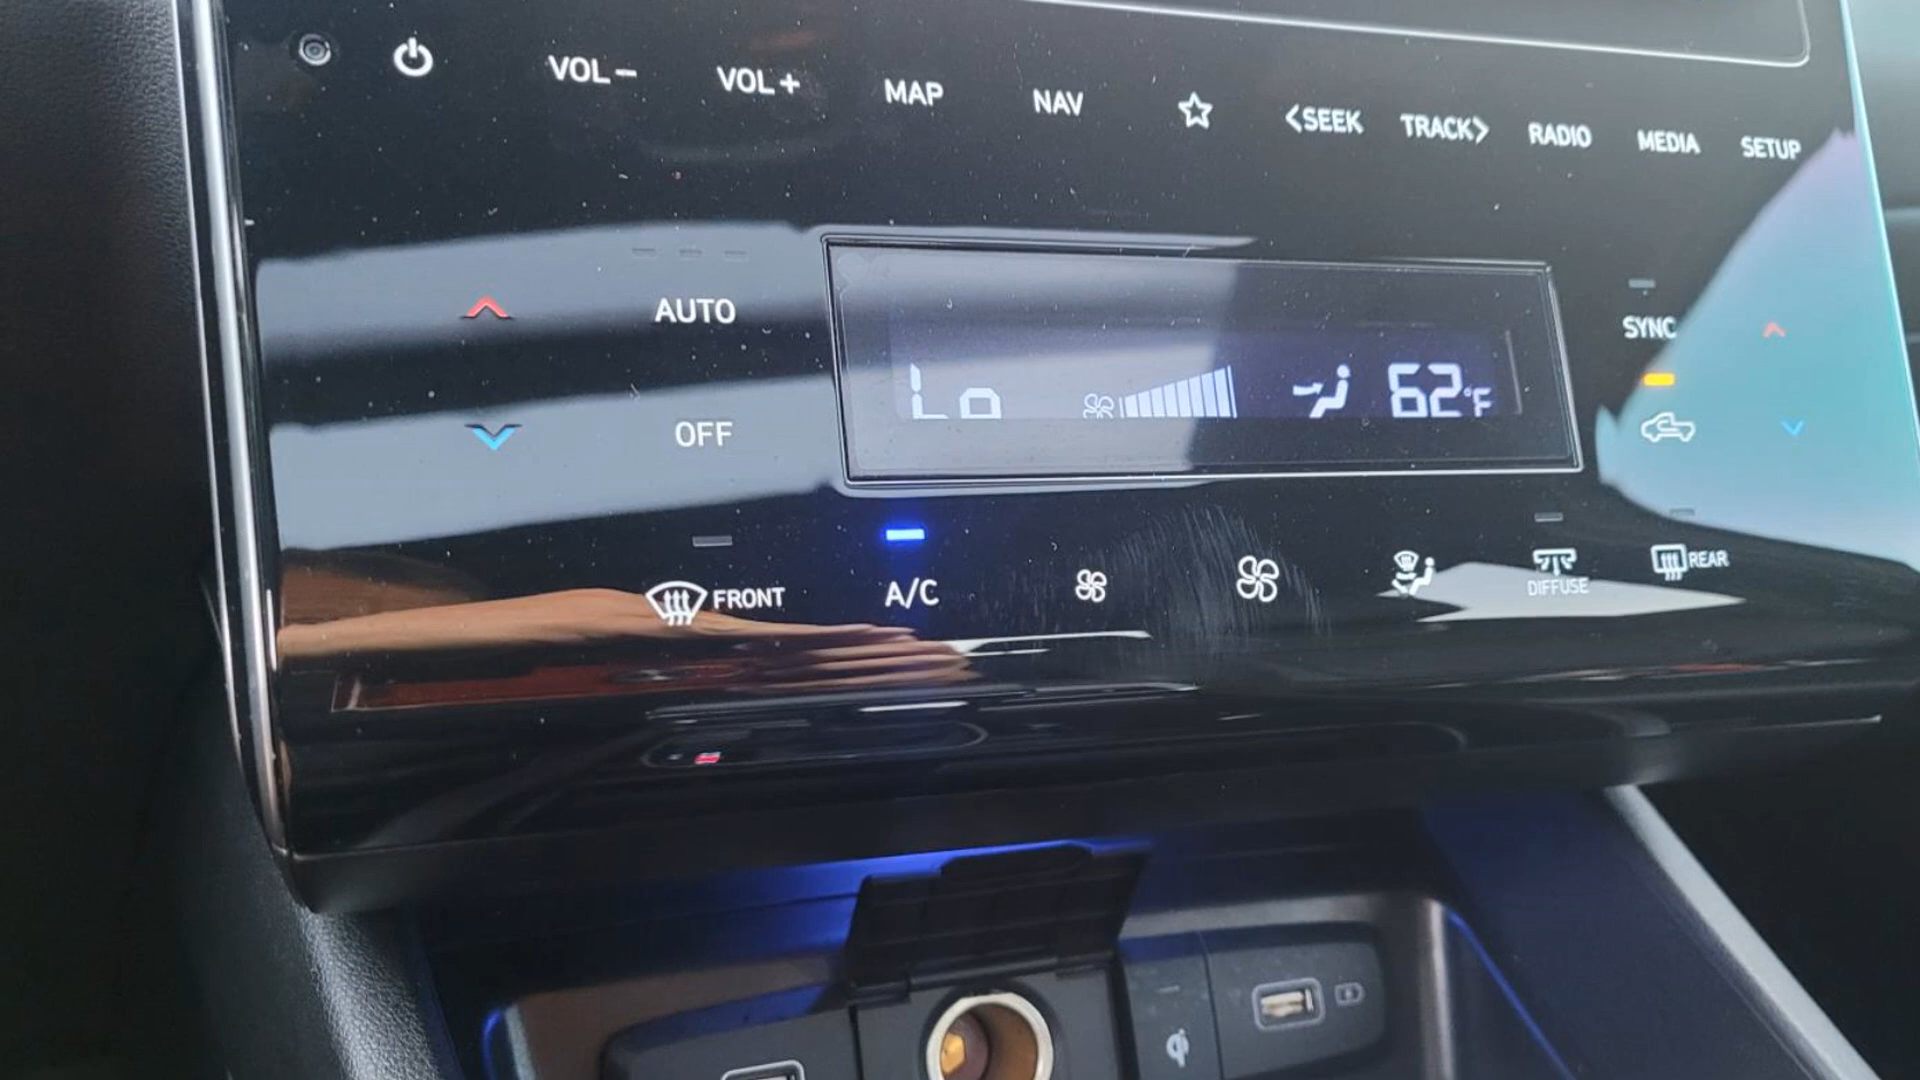 VOL− VOL+ MAP NAV <SEEK TRACK> RADIO MEDIA SETUP
AUTO
SYNC
Lo 62°F
OFF
FRONT A/C DIFFUSE REAR